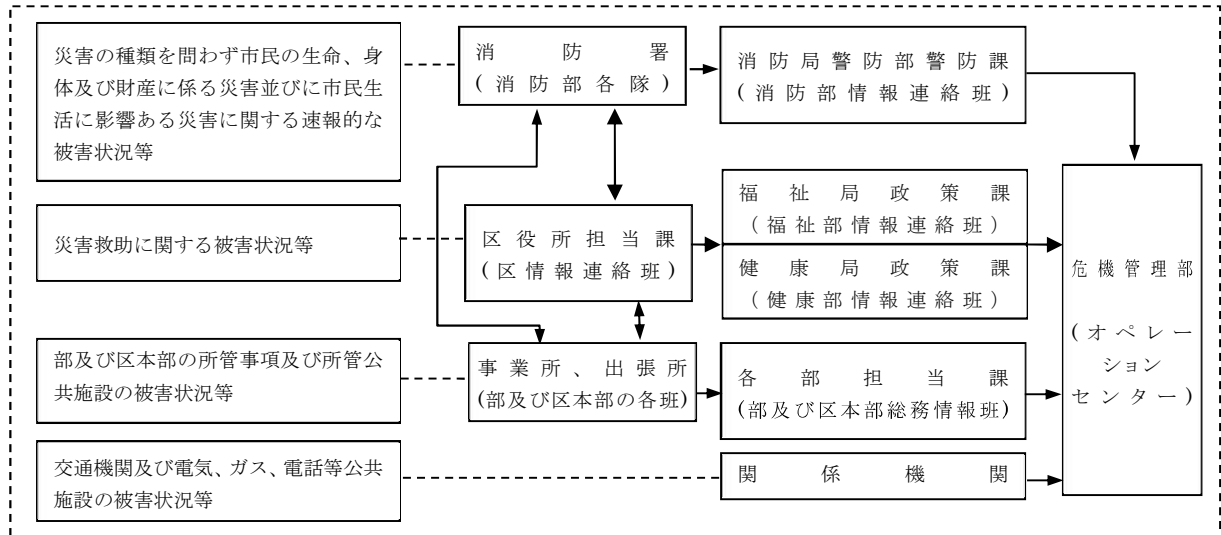 災害の種類を問わず市民の生命、身
体及び財産に係る災害並びに市民生
活に影響ある災害に関する速報的な
被害状況等
消防署
(消防部各隊)
消防局警防部警防課
(消防部情報連絡班)
災害救助に関する被害状況等
区役所担当課
(区情報連絡班)
福祉局政策課
(福祉部情報連絡班)
健康局政策課
(健康部情報連絡班)
危機管理部
(オペレー
ション
センター)
部及び区本部の所管事項及び所管公
共施設の被害状況等
事業所、出張所
(部及び区本部の各班)
各部担当課
(部及び区本部総務情報班)
交通機関及び電気、ガス、電話等公共
施設の被害状況等
関係機関